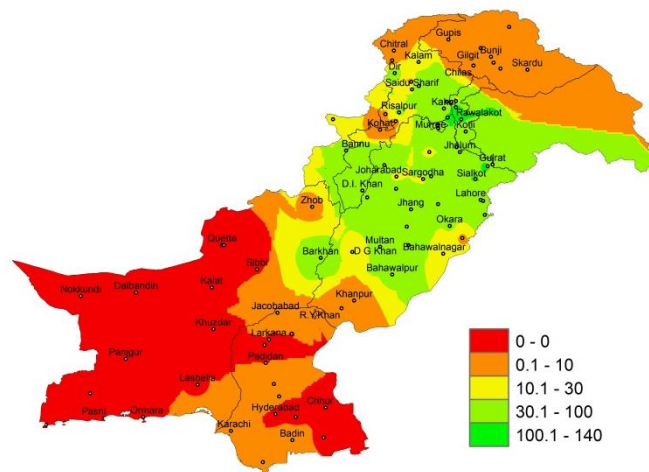 Chitral
Gupis
Kalam
Gilgit
Bunji
Dir
Chilas
Skardu
Saidu Sharif
Kakul
Risalpur
Rawalakot
Kohat
Murree
Kotli
Bannu
Jhelum
Gujrat
Joharabad
Sargodha
Sialkot
D.I. Khan
Lahore
Zhob
Jhang
Okara
Quetta
Multan
Barkhan
D G Khan
Bahawalnagar
Sibbi
Bahawalpur
Kalat
Nokkundi
Dalbandin
Khanpur
Jacobabad
R.Y.Khan
Khuzdar
Larkana
Padidan
Panjgur
Lasbella
Chhor
Hyderabad
Pasni
Ormara
Karachi
Badin
0 - 0
0.1 - 10
10.1 - 30
30.1 - 100
100.1 - 140